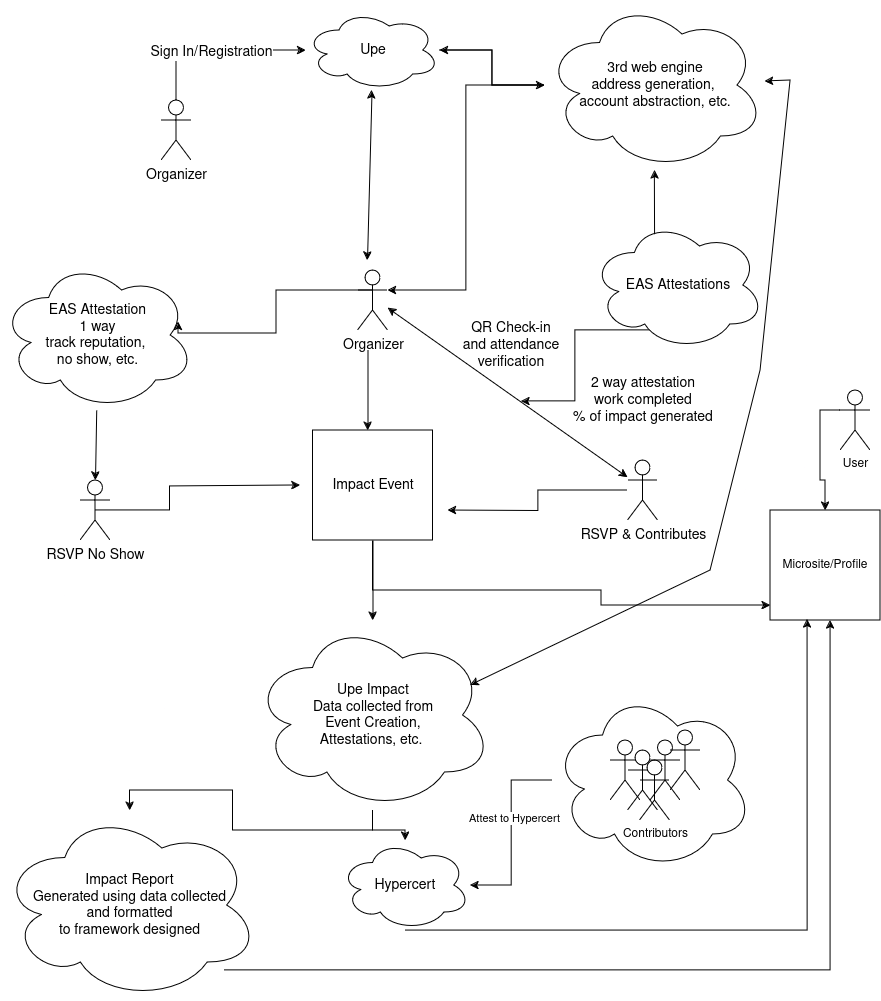 Sign In/Registration
Upe
3rd web engine
address generation,
account abstraction, etc.
Organizer
EAS Attestations
EAS Attestation
1 way
track reputation,
no show, etc.
Organizer
QR Check-in
and attendance
verification
2 way attestation
work completed
% of impact generated
User
Impact Event
RSVP No Show
RSVP & Contributes
Microsite/Profile
Upe Impact
Data collected from
Event Creation,
Attestations, etc.
Attest to Hypercert
Contributors
Impact Report
Generated using data collected
and formatted
to framework designed
Hypercert